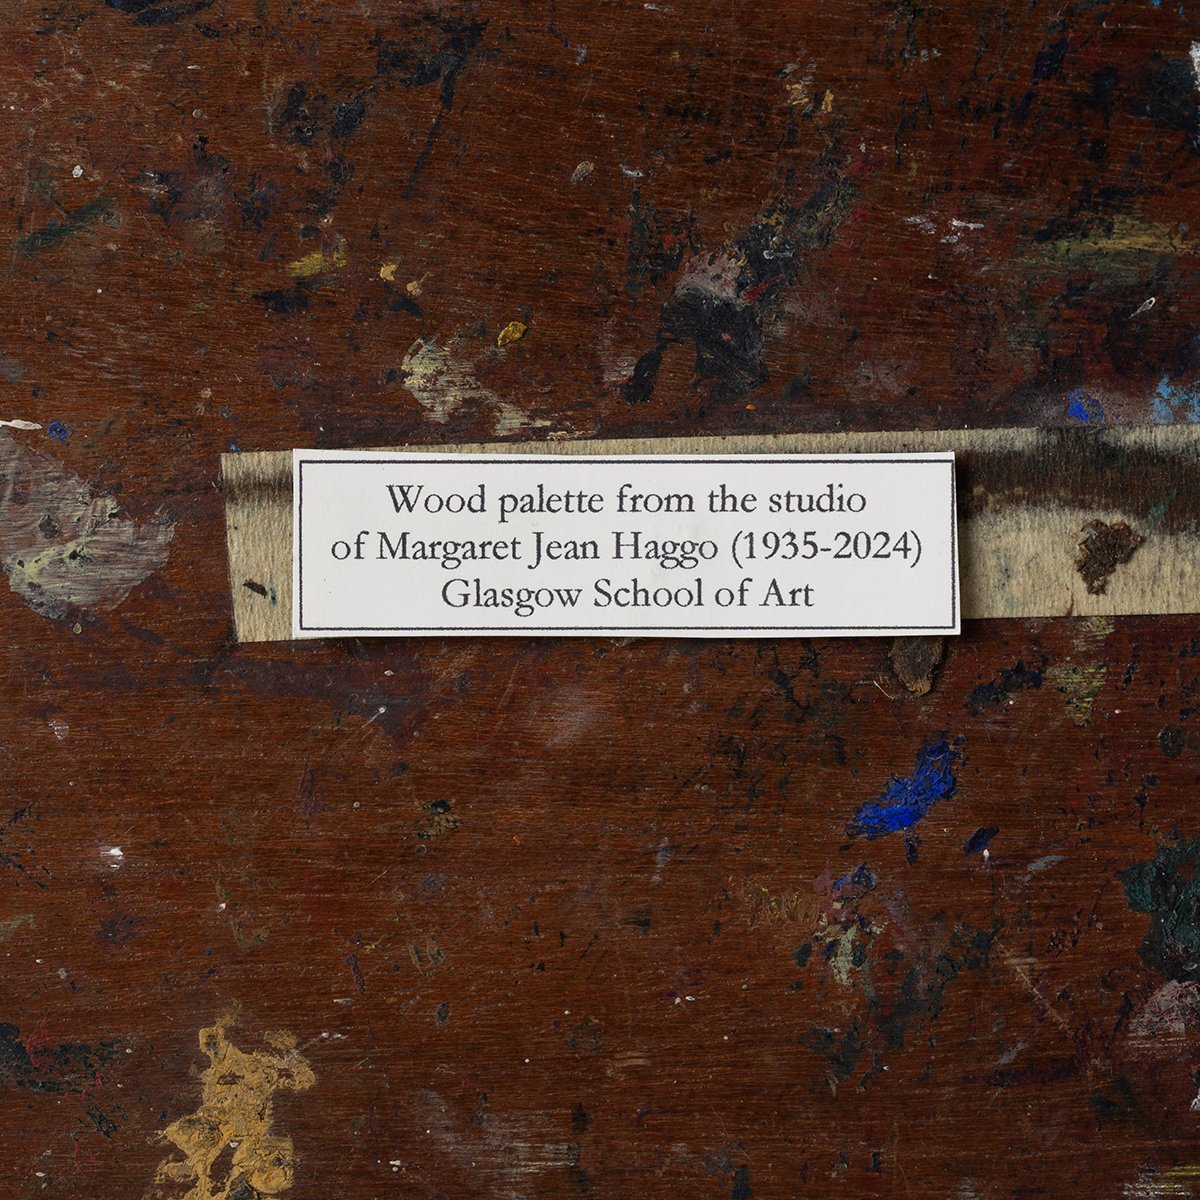 Wood palette from the studio
of Margaret Jean Haggo (1935-2024)
Glasgow School of Art